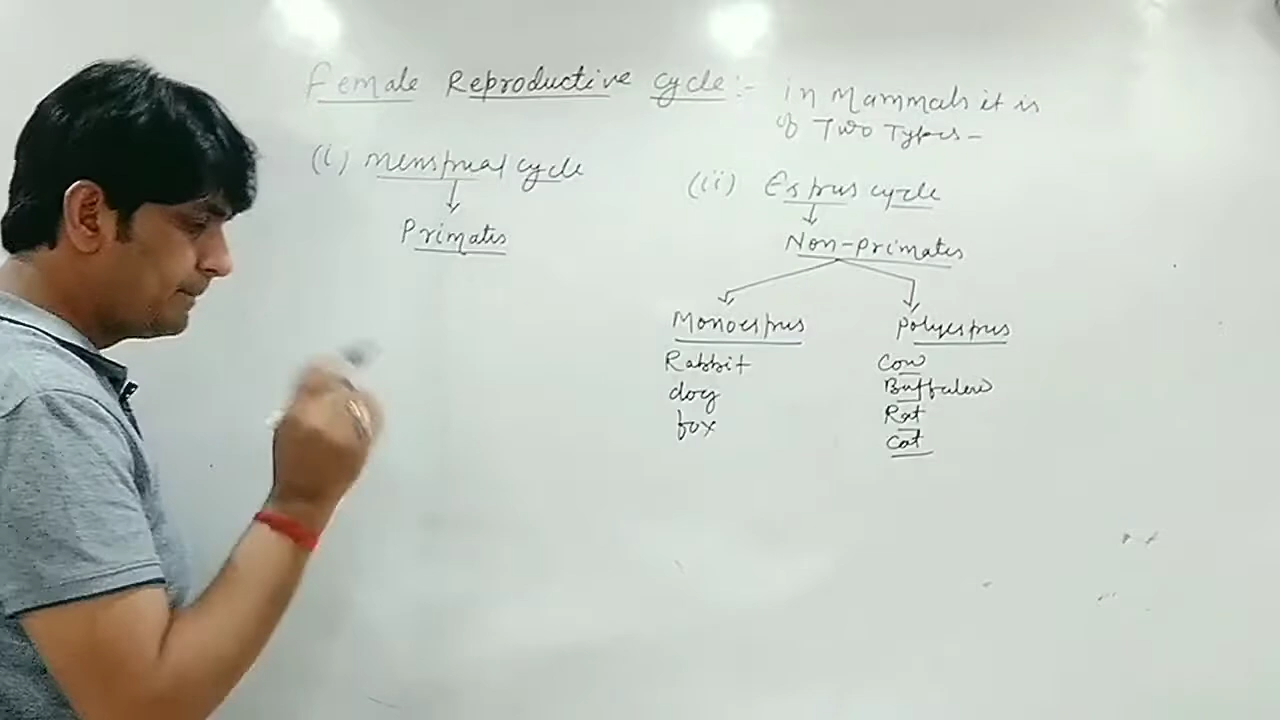 Female Reproductive cycle:- in Mammals it is
of Two Types -
(i) menstrual cycle
(ii) Estrus cycle
Primates
Non-primates
Monoestrus
Polyestrus
Rabbit
dog
fox
Cow
Buffalow
Rat
Cat